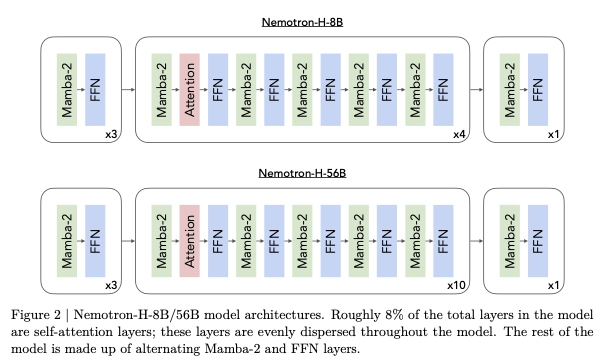 Nemotron-H-8B
Mamba-2
FFN
x3
Mamba-2
Attention
FFN
Mamba-2
FFN
Mamba-2
FFN
Mamba-2
FFN
Mamba-2
FFN
x4
Mamba-2
FFN
x1
Nemotron-H-56B
Mamba-2
FFN
x3
Mamba-2
Attention
FFN
Mamba-2
FFN
Mamba-2
FFN
Mamba-2
FFN
Mamba-2
FFN
x10
Mamba-2
FFN
x1
Figure 2 | Nemotron-H-8B/56B model architectures. Roughly 8% of the total layers in the model
are self-attention layers; these layers are evenly dispersed throughout the model. The rest of the
model is made up of alternating Mamba-2 and FFN layers.